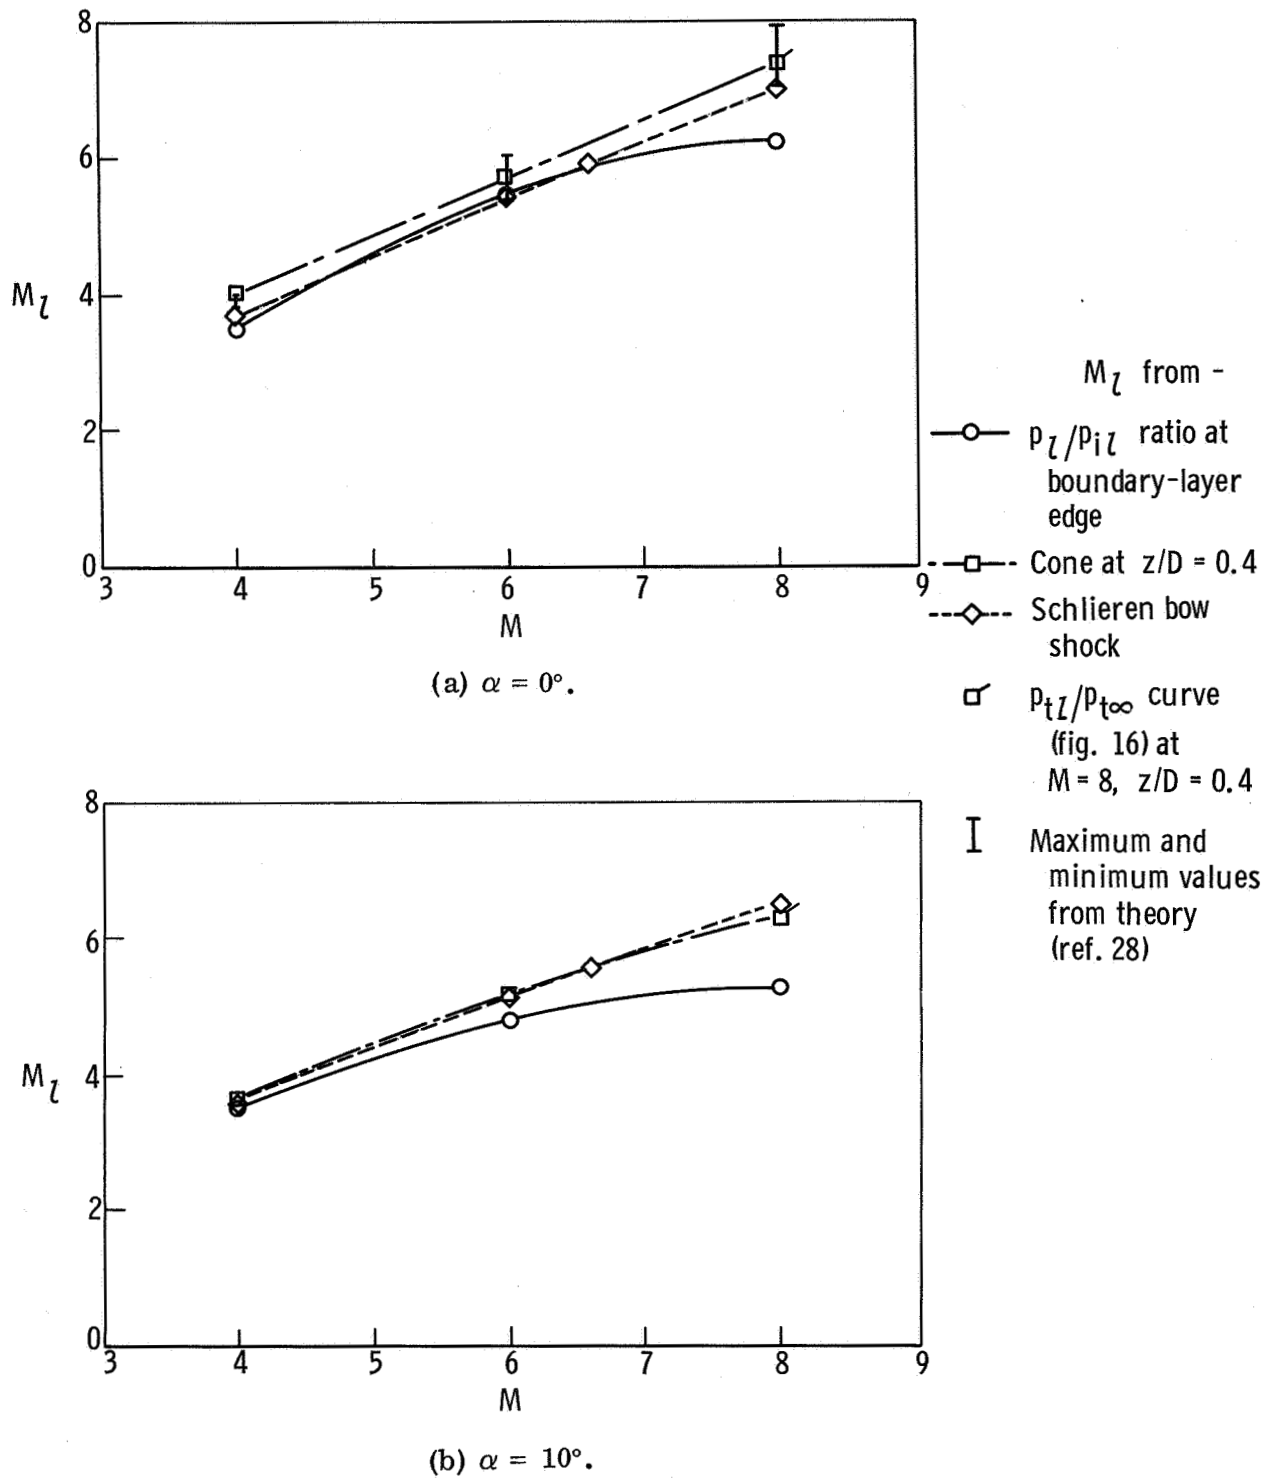 8
6
M_l 4
2
0
3 4 5 6 7 8 9
M
(a) α = 0°.
M_l from -
p_l/p_il ratio at
boundary-layer
edge
Cone at z/D = 0.4
Schlieren bow
shock
p_tl/p_t∞ curve
(fig. 16) at
M = 8, z/D = 0.4
Maximum and
minimum values
from theory
(ref. 28)
8
6
M_l 4
2
0
3 4 5 6 7 8 9
M
(b) α = 10°.